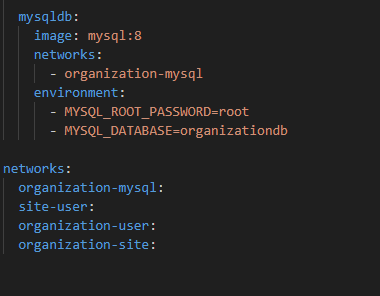 mysqldb:
image: mysql:8
networks:
- organization-mysql
environment:
- MYSQL_ROOT_PASSWORD=root
- MYSQL_DATABASE=organizationdb
networks:
organization-mysql:
site-user:
organization-user:
organization-site: